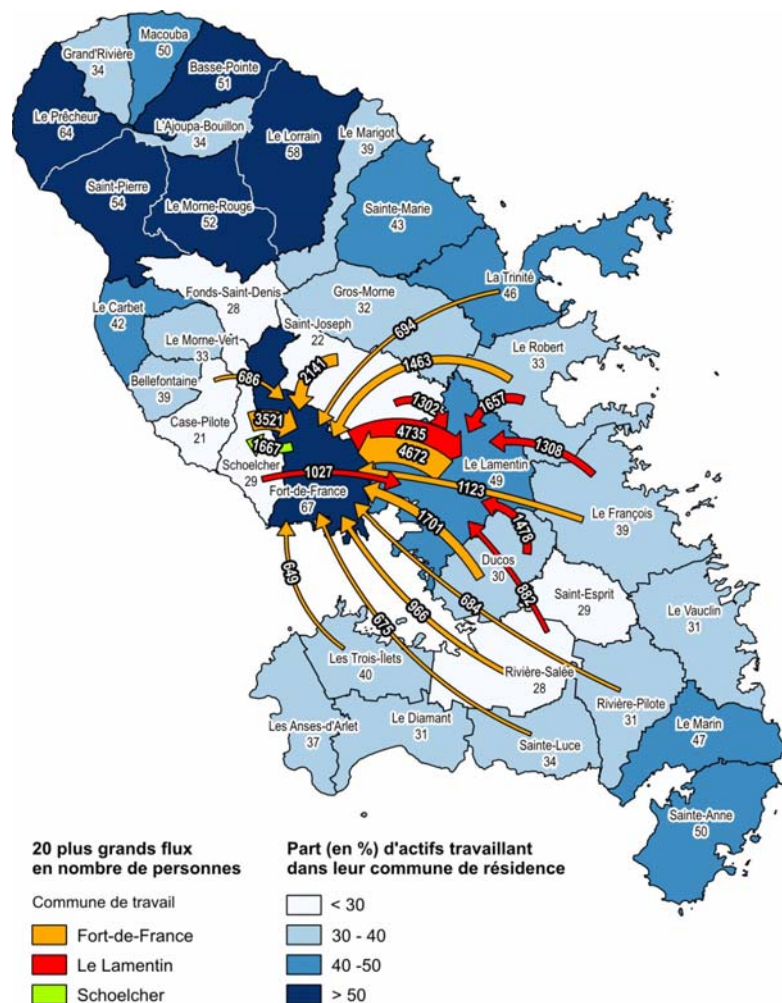 Macouba
50
Grand'Rivière
34
Basse-Pointe
51
Le Prêcheur
64
L'Ajoupa-Bouillon
34
Le Lorrain
58
Le Marigot
39
Saint-Pierre
54
Le Morne-Rouge
52
Sainte-Marie
43
La Trinité
46
Fonds-Saint-Denis
28
Gros-Morne
32
Le Carbet
42
Saint-Joseph
22
694
Le Morne-Vert
33
Le Robert
33
2141
1463
686
Bellefontaine
39
1302
1657
Case-Pilote
21
3521
4735
4672
1667
1308
Schoelcher
29
1027
Le Lamentin
49
Fort-de-France
67
1123
Le François
39
1701
1478
Ducos
30
649
675
966
684
882
Saint-Esprit
29
Le Vauclin
31
Les Trois-Îlets
40
Rivière-Salée
28
Rivière-Pilote
31
Les Anses-d'Arlet
37
Le Diamant
31
Sainte-Luce
34
Le Marin
47
Sainte-Anne
50
20 plus grands flux
en nombre de personnes
Commune de travail
Fort-de-France
Le Lamentin
Schoelcher
Part (en %) d'actifs travaillant
dans leur commune de résidence
< 30
30 - 40
40 -50
> 50